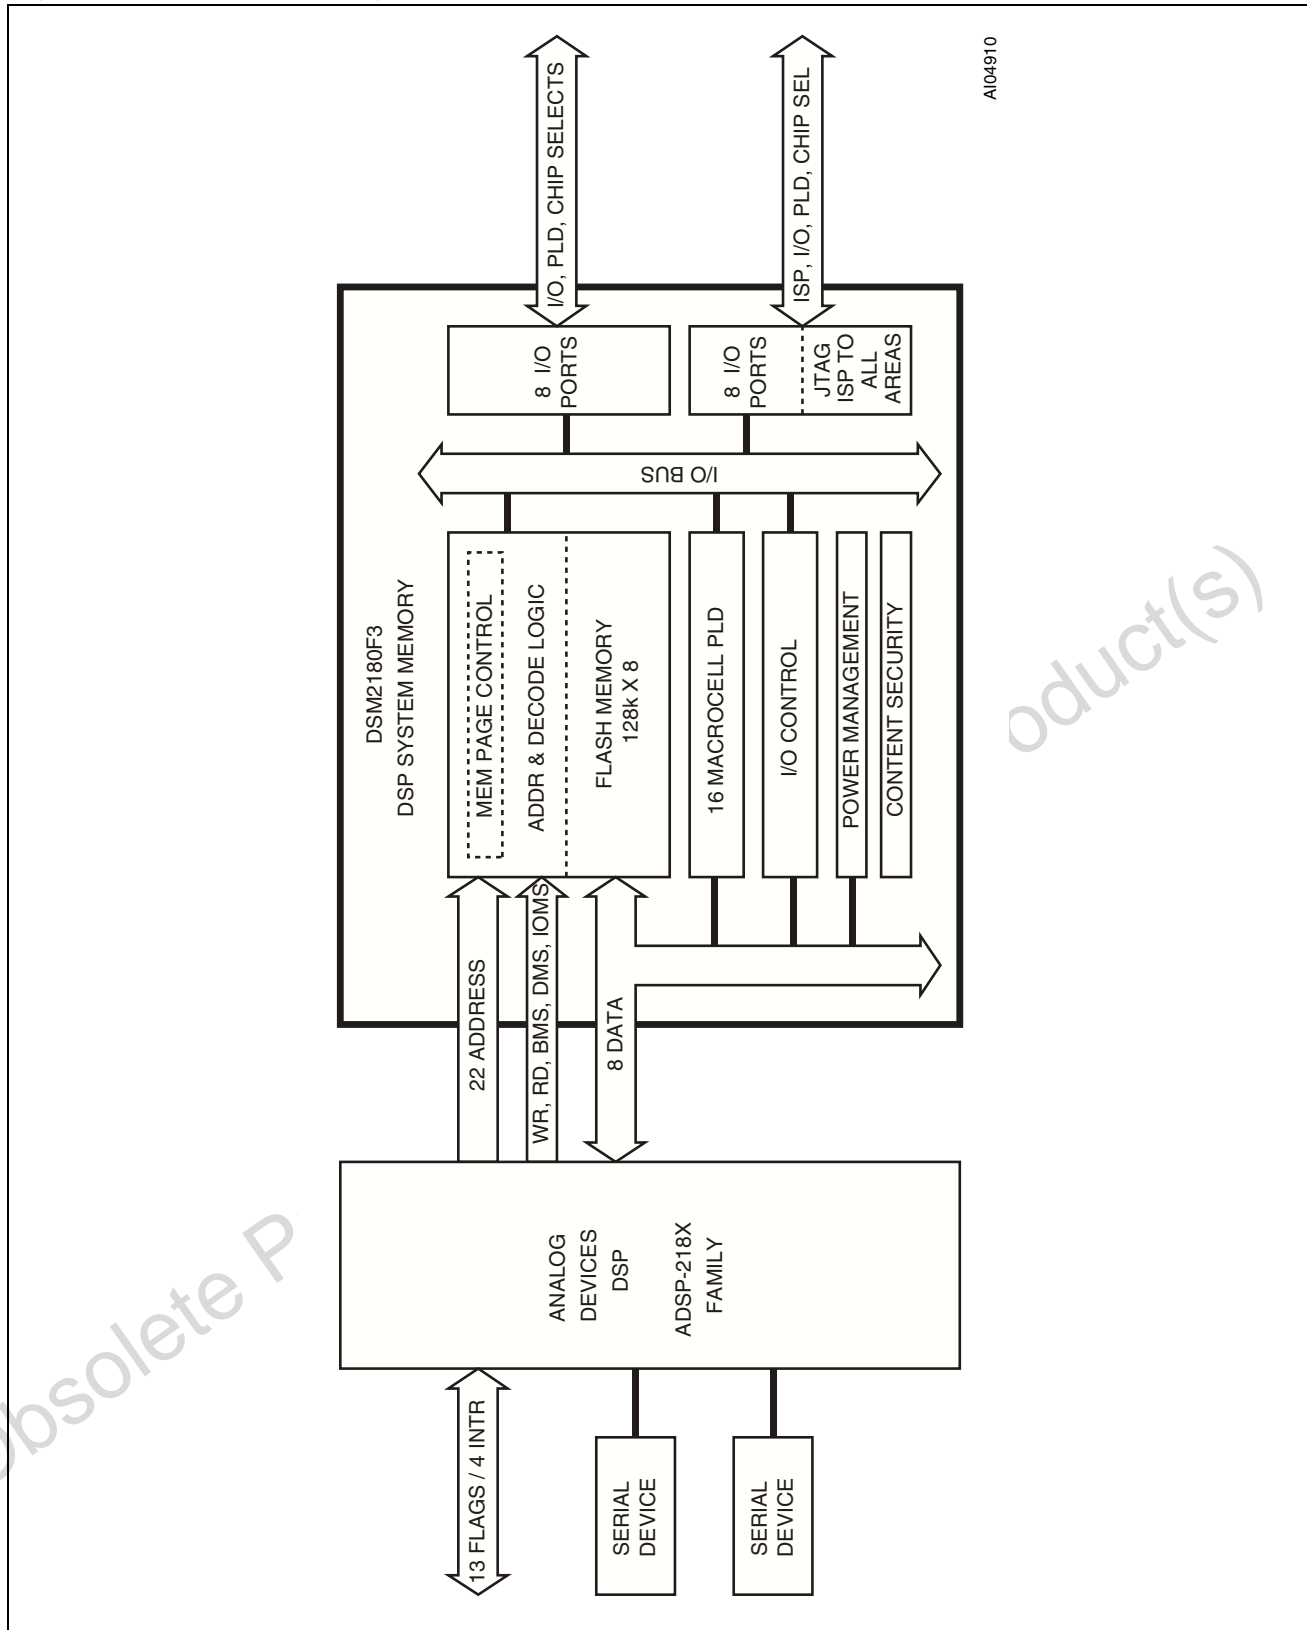 AI04910
I/O, PLD, CHIP SELECTS
ISP, I/O, PLD, CHIP SEL
8 I/O
PORTS
8 I/O
PORTS
JTAG
ISP TO
ALL
AREAS
I/O BUS
DSM2180F3
DSP SYSTEM MEMORY
MEM PAGE CONTROL
ADDR & DECODE LOGIC
FLASH MEMORY
128k X 8
16 MACROCELL PLD
I/O CONTROL
POWER MANAGEMENT
CONTENT SECURITY
22 ADDRESS
WR, RD, BMS, DMS, IOMS
8 DATA
ANALOG
DEVICES
DSP
ADSP-218X
FAMILY
13 FLAGS / 4 INTR
SERIAL
DEVICE
SERIAL
DEVICE